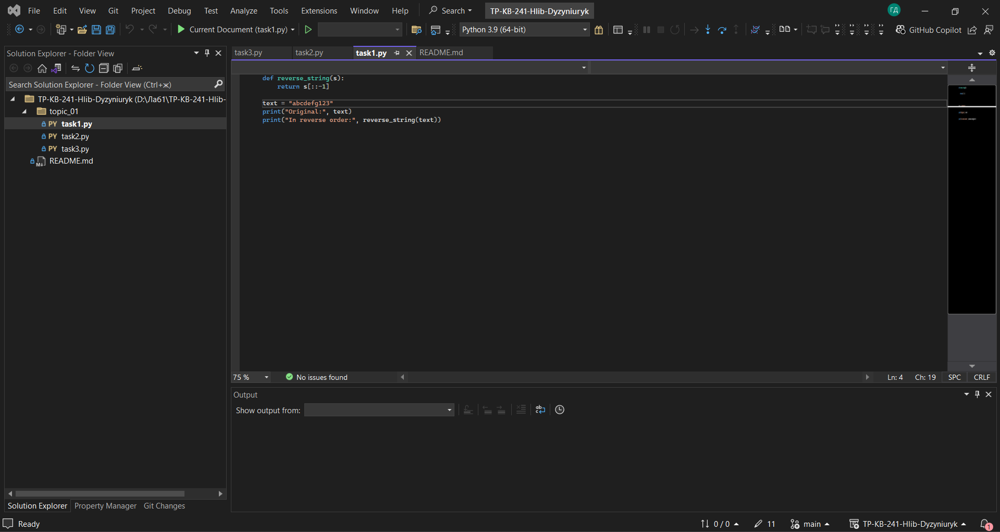 File Edit View Git Project Debug Test Analyze Tools Extensions Window Help Search TP-KB-241-Hlib-Dyzyniuryk ГД
Current Document (task1.py) Python 3.9 (64-bit) GitHub Copilot
Solution Explorer - Folder View
task3.py task2.py task1.py README.md
Search Solution Explorer - Folder View (Ctrl+ж)
TP-KB-241-Hlib-Dyzyniuryk (D:\Лаб1\TP-KB-241-Hlib-
topic_01
PY task1.py
PY task2.py
PY task3.py
M↓ README.md
def reverse_string(s):
return s[::-1]
text = "abcdefg123"
print("Original:", text)
print("In reverse order:", reverse_string(text))
75 % No issues found Ln: 4 Ch: 19 SPC CRLF
Output
Show output from:
Solution Explorer Property Manager Git Changes
Ready 0 / 0 11 main TP-KB-241-Hlib-Dyzyniuryk 1